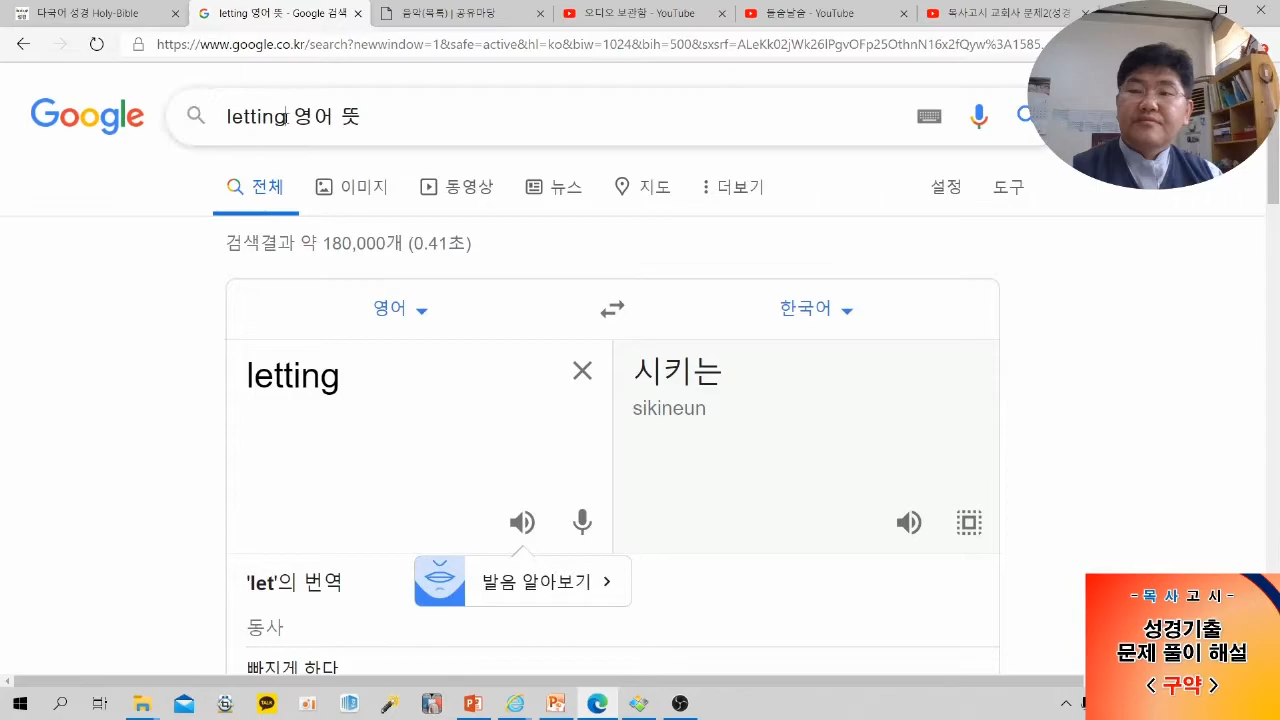 다국어 성경 Holy-Bible
letting 영어 뜻 - Google 검색
음악(목록) | 공유마당
오디오 보관함 - YouTube
들숨날숨 - YouTube
목사고시 교회사 문제2(성경
https://www.google.co.kr/search?newwindow=1&safe=active&hl=ko&biw=1024&bih=500&sxsrf=ALeKk02jWk26lPgvOFp25OthnN16x2fQyw%3A1585...
Google
letting 영어 뜻
전체
이미지
동영상
뉴스
지도
더보기
설정
도구
검색결과 약 180,000개 (0.41초)
영어
한국어
letting
시키는
sikineun
'let'의 번역
발음 알아보기
동사
빠지게 하다
- 목 사 고 시 -
성경기출
문제 풀이 해설
< 구약 >
TALK